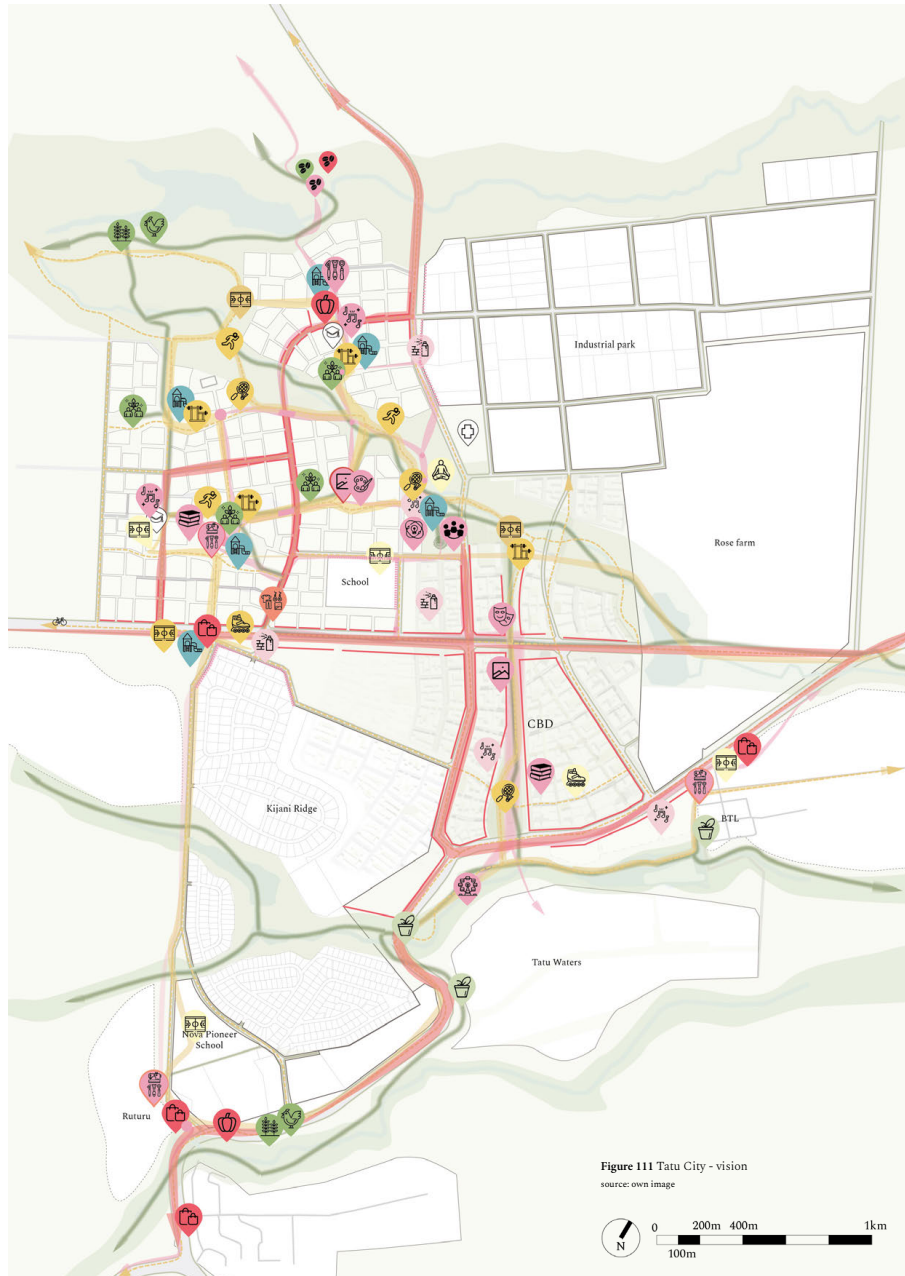 Industrial park
Rose farm
School
CBD
Kijani Ridge
BTL
Tatu Waters
Nova Pioneer
School
Ruturu
Figure 111 Tatu City - vision
source: own image
N
0
200m
400m
1km
100m